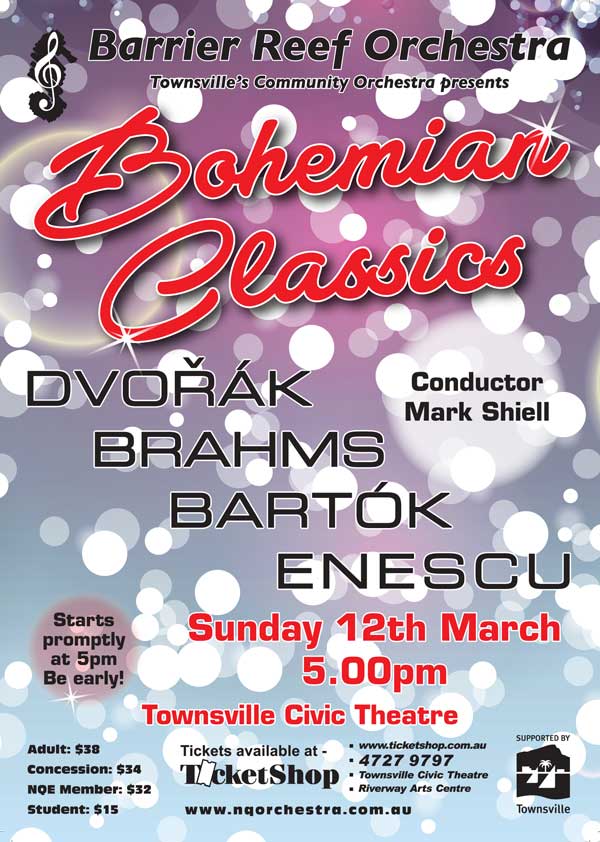 Barrier Reef Orchestra
Townsville's Community Orchestra presents
Bohemian
Classics
DVOŘÁK
BRAHMS
BARTÓK
ENESCU
Conductor
Mark Shiell
Starts
promptly
at 5pm
Be early!
Sunday 12th March
5.00pm
Townsville Civic Theatre
Adult: $38
Concession: $34
NQE Member: $32
Student: $15
Tickets available at -
TicketShop
▪ www.ticketshop.com.au
▪ 4727 9797
▪ Townsville Civic Theatre
▪ Riverway Arts Centre
www.nqorchestra.com.au
SUPPORTED BY
Townsville